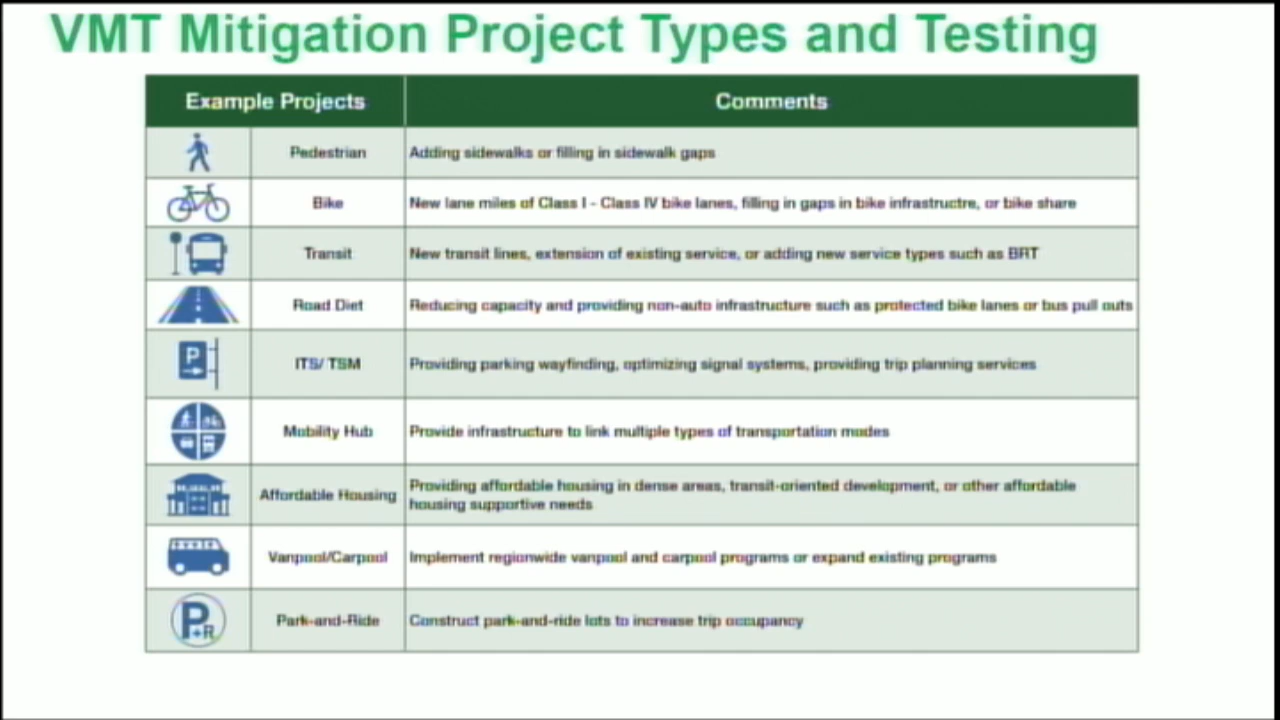 VMT Mitigation Project Types and Testing
Example Projects
Comments
Pedestrian
Adding sidewalks or filling in sidewalk gaps
Bike
New lane miles of Class I - Class IV bike lanes, filling in gaps in bike infrastructre, or bike share
Transit
New transit lines, extension of existing service, or adding new service types such as BRT
Road Diet
Reducing capacity and providing non-auto infrastructure such as protected bike lanes or bus pull outs
P
ITS/ TSM
Providing parking wayfinding, optimizing signal systems, providing trip planning services
Mobility Hub
Provide infrastructure to link multiple types of transportation modes
Affordable Housing
Providing affordable housing in dense areas, transit-oriented development, or other affordable
housing supportive needs
Vanpool/Carpool
Implement regionwide vanpool and carpool programs or expand existing programs
P+R
Park-and-Ride
Construct park-and-ride lots to increase trip occupancy